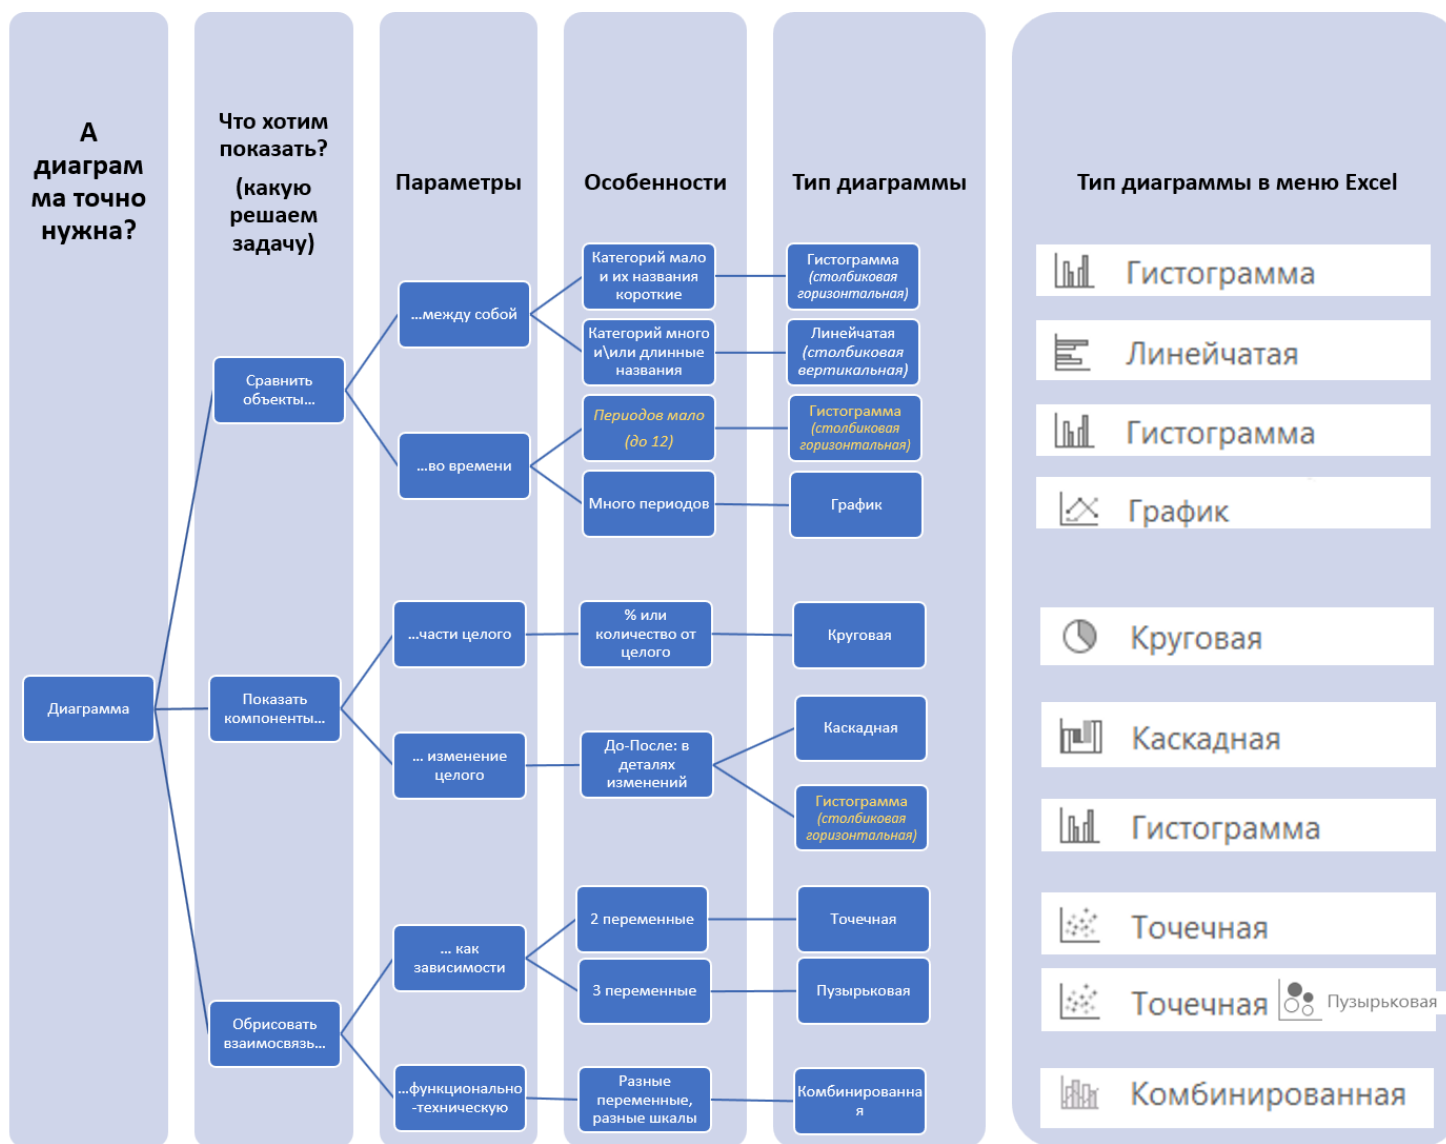 А
диаграм
ма точно
нужна?
Что хотим
показать?
(какую
решаем
задачу)
Параметры
Особенности
Тип диаграммы
Тип диаграммы в меню Excel
Диаграмма
Сравнить
объекты…
…между собой
Категорий мало
и их названия
короткие
Гистограмма
(столбиковая
горизонтальная)
Гистограмма
Категорий много
и\или длинные
названия
Линейчатая
(столбиковая
вертикальная)
Линейчатая
…во времени
Периодов мало
(до 12)
Гистограмма
(столбиковая
горизонтальная)
Гистограмма
Много периодов
График
График
Показать
компоненты…
…части целого
% или
количество от
целого
Круговая
Круговая
… изменение
целого
До-После: в
деталях
изменений
Каскадная
Каскадная
Гистограмма
(столбиковая
горизонтальная)
Гистограмма
Обрисовать
взаимосвязь…
… как
зависимости
2 переменные
Точечная
Точечная
3 переменные
Пузырьковая
Точечная Пузырьковая
…функционально
-техническую
Разные
переменные,
разные шкалы
Комбинированна
я
Комбинированная